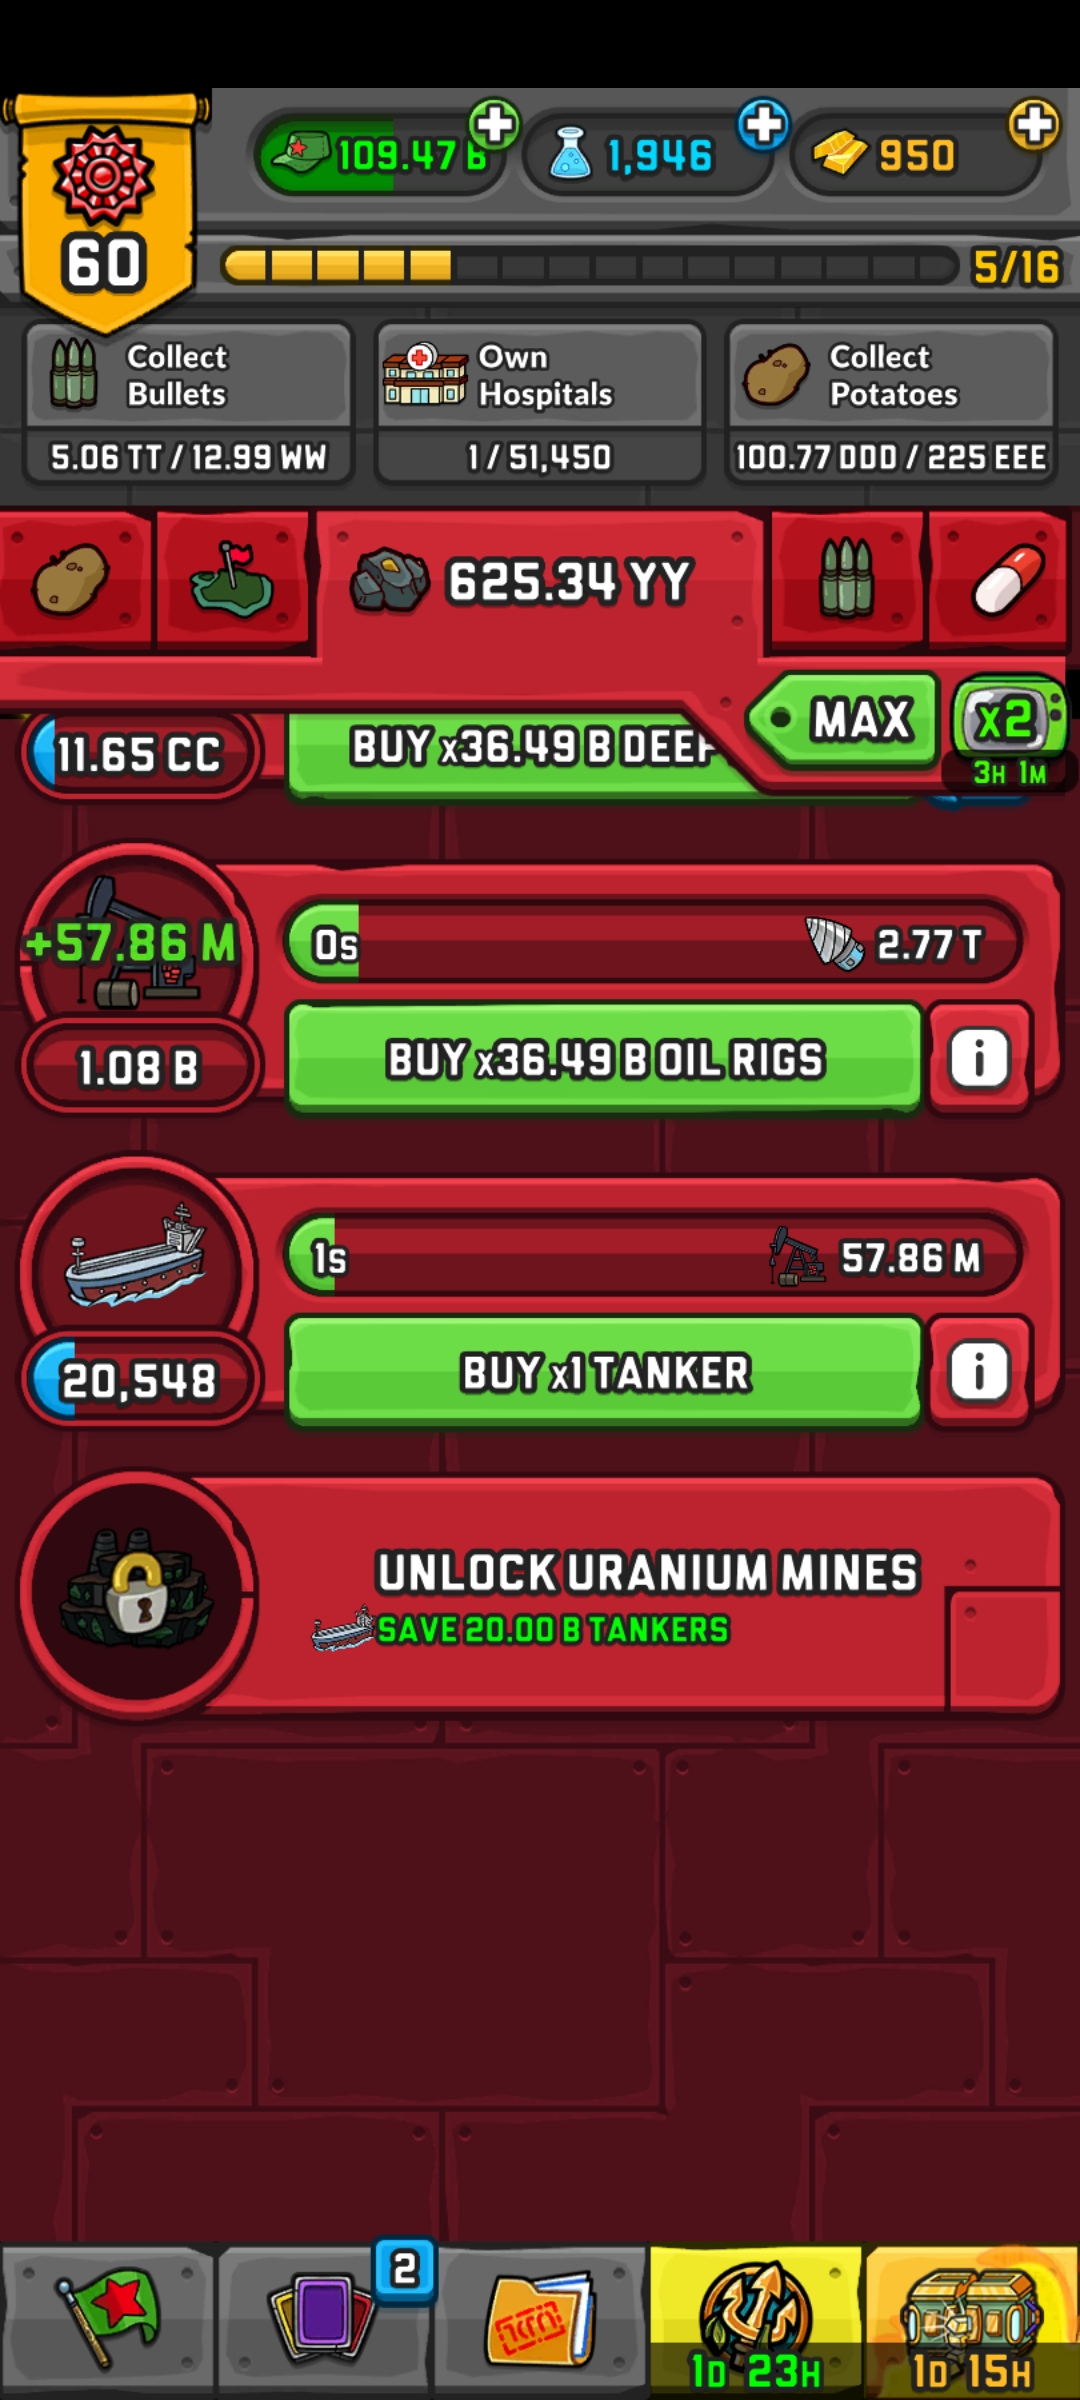 109.47 B
1,946
950
60
5/16
Collect
Bullets
5.06 TT / 12.99 WW
Own
Hospitals
1 / 51,450
Collect
Potatoes
100.77 DDD / 225 EEE
625.34 YY
MAX
x2
3H 1M
11.65 CC
BUY x36.49 B DEEP
+57.86 M
0s
2.77 T
1.08 B
BUY x36.49 B OIL RIGS
i
1s
57.86 M
20,548
BUY x1 TANKER
i
UNLOCK URANIUM MINES
SAVE 20.00 B TANKERS
2
1D 23H
1D 15H